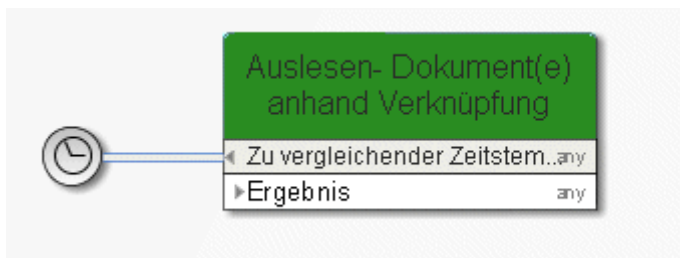 Auslesen- Dokument(e)
anhand Verknüpfung
Zu vergleichender Zeitstem..any
Ergebnis any